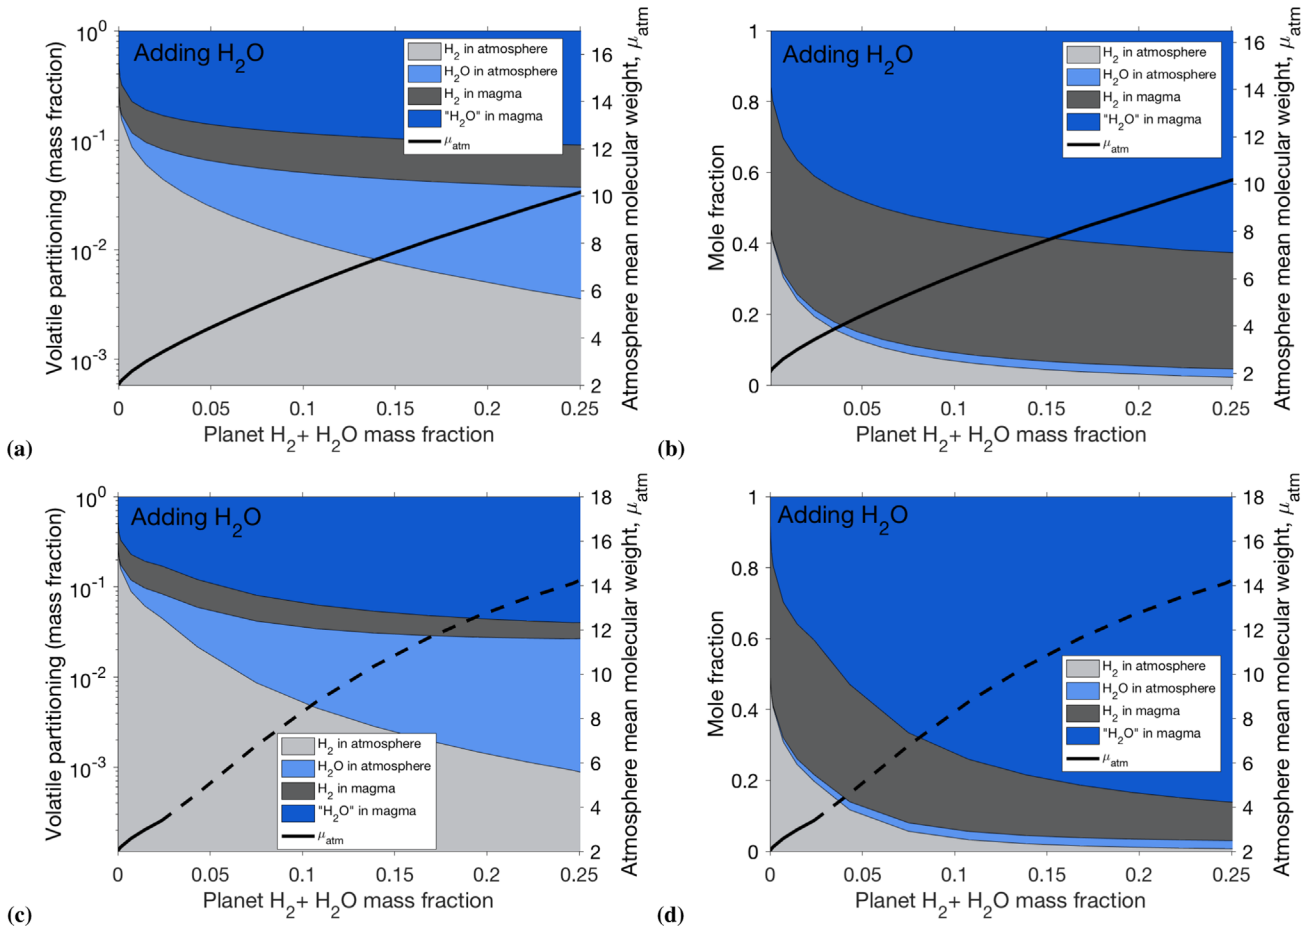 Adding H₂O
H₂ in atmosphere
H₂O in atmosphere
H₂ in magma
"H₂O" in magma
μatm
10⁰
10⁻¹
10⁻²
10⁻³
Volatile partitioning (mass fraction)
16
14
12
10
8
6
4
2
Atmosphere mean molecular weight, μatm
0 0.05 0.1 0.15 0.2 0.25
Planet H₂+ H₂O mass fraction
(a)
Adding H₂O
H₂ in atmosphere
H₂O in atmosphere
H₂ in magma
"H₂O" in magma
μatm
1
0.8
0.6
0.4
0.2
0
Mole fraction
16
14
12
10
8
6
4
2
Atmosphere mean molecular weight, μatm
0.05 0.1 0.15 0.2 0.25
Planet H₂+ H₂O mass fraction
(b)
Adding H₂O
10⁰
10⁻¹
10⁻²
10⁻³
Volatile partitioning (mass fraction)
H₂ in atmosphere
H₂O in atmosphere
H₂ in magma
"H₂O" in magma
μatm
18
16
14
12
10
8
6
4
2
Atmosphere mean molecular weight, μatm
0 0.05 0.1 0.15 0.2 0.25
Planet H₂+ H₂O mass fraction
(c)
Adding H₂O
1
0.8
0.6
0.4
0.2
0
Mole fraction
H₂ in atmosphere
H₂O in atmosphere
H₂ in magma
"H₂O" in magma
μatm
18
16
14
12
10
8
6
4
2
Atmosphere mean molecular weight, μatm
0 0.05 0.1 0.15 0.2 0.25
Planet H₂+ H₂O mass fraction
(d)